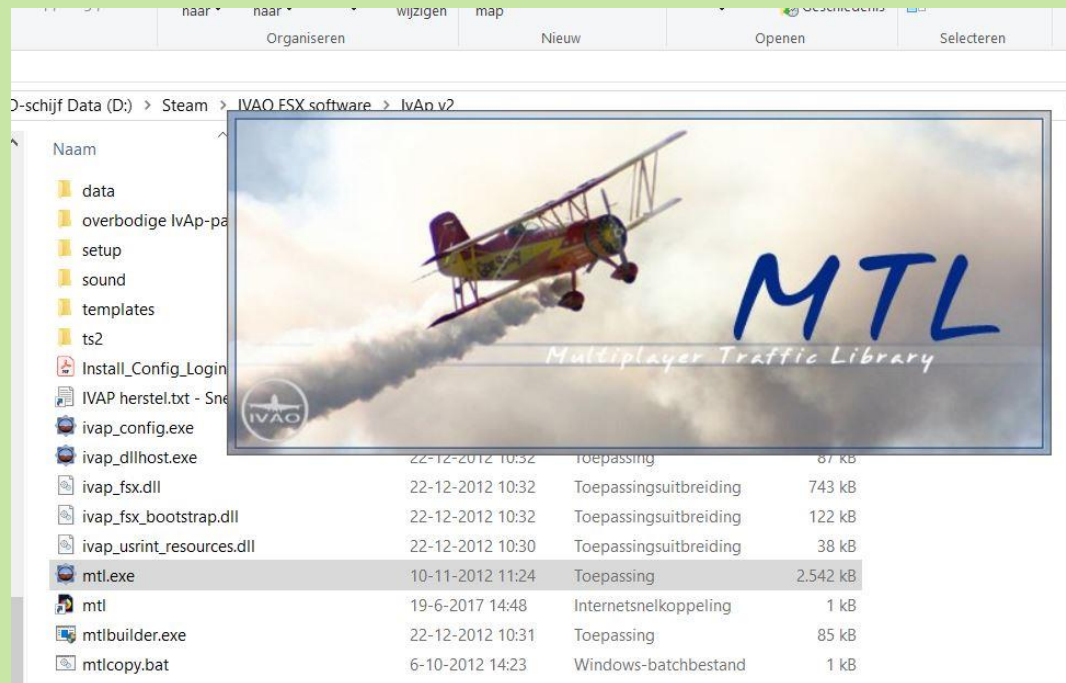 naar naar wijzigen map Geschiedenis
Organiseren Nieuw Openen Selecteren
O-schijf Data (D:) > Steam > IVAO FSX software > IvAp v2
Naam
data
overbodige IvAp-pa
setup
sound
templates
ts2
Install_Config_Login
IVAP herstel.txt - Sne
ivap_config.exe
MTL
Multiplayer Traffic Library
IVAO
ivap_dllhost.exe 22-12-2012 10:32 Toepassing 87 kB
ivap_fsx.dll 22-12-2012 10:32 Toepassingsuitbreiding 743 kB
ivap_fsx_bootstrap.dll 22-12-2012 10:32 Toepassingsuitbreiding 122 kB
ivap_usrint_resources.dll 22-12-2012 10:30 Toepassingsuitbreiding 38 kB
mtl.exe 10-11-2012 11:24 Toepassing 2.542 kB
mtl 19-6-2017 14:48 Internetsnelkoppeling 1 kB
mtlbuilder.exe 22-12-2012 10:31 Toepassing 85 kB
mtlcopy.bat 6-10-2012 14:23 Windows-batchbestand 1 kB